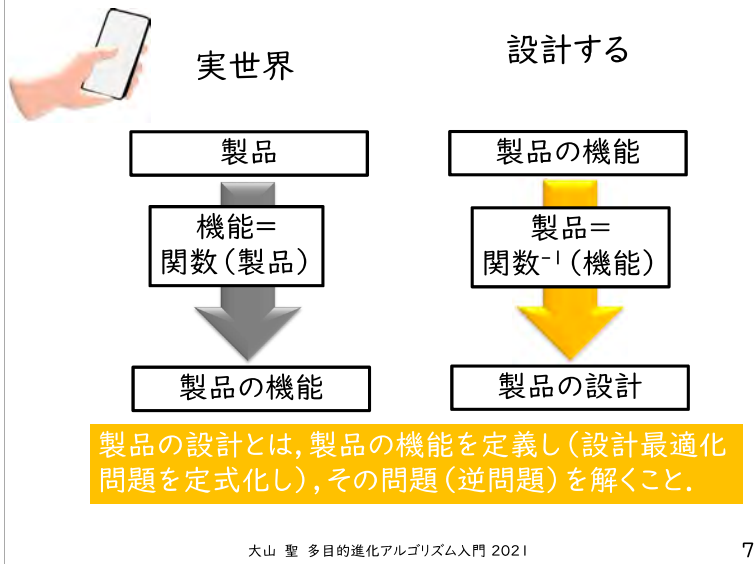 実世界
設計する
製品
機能=
関数(製品)
製品の機能
製品の機能
製品=
関数⁻¹(機能)
製品の設計
製品の設計とは,製品の機能を定義し(設計最適化
問題を定式化し),その問題(逆問題)を解くこと.
大山 聖 多目的進化アルゴリズム入門 2021
7